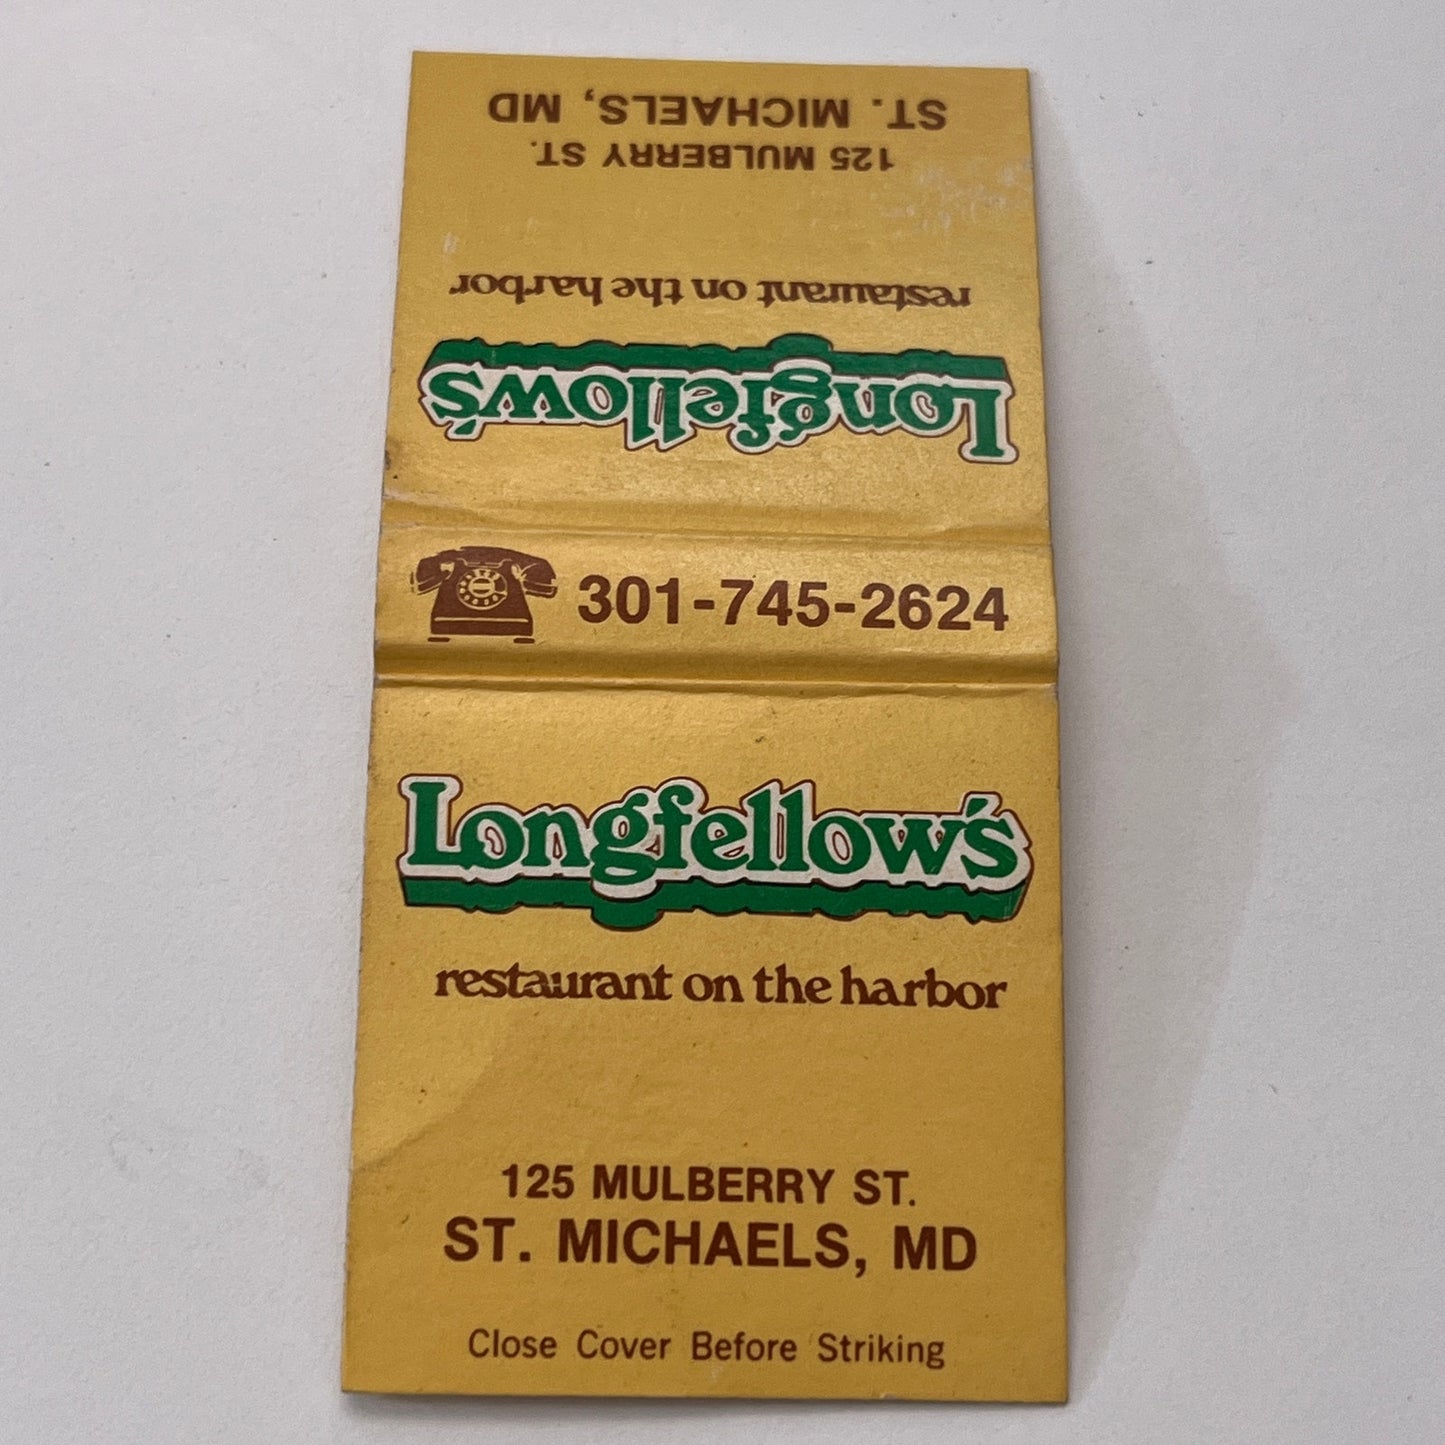 ST. MICHAELS, MD
125 MULBERRY ST.
restaurant on the harbor
Longfellow's
301-745-2624
Longfellow's
restaurant on the harbor
125 MULBERRY ST.
ST. MICHAELS, MD
Close Cover Before Striking